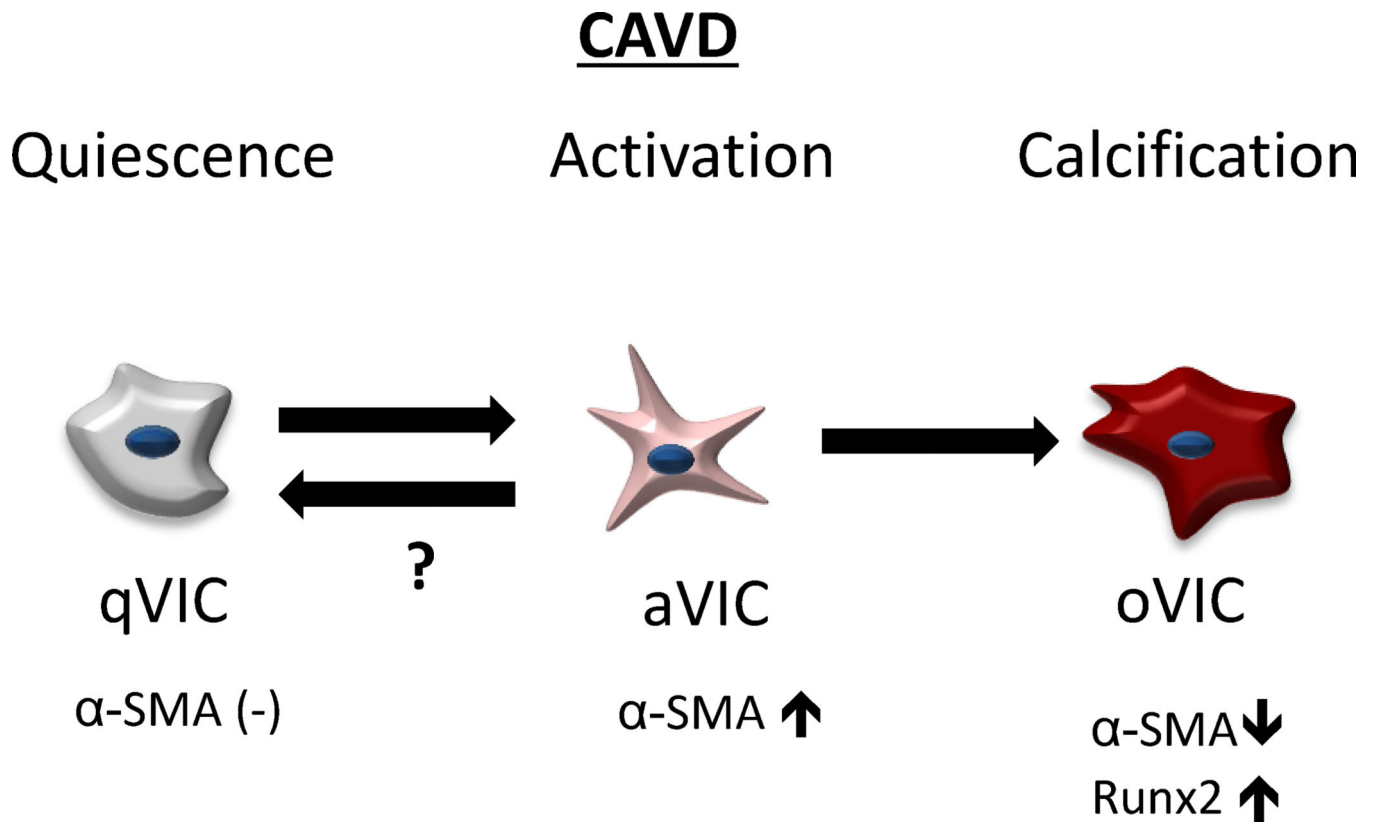 CAVD
Quiescence Activation Calcification
?
qVIC aVIC oVIC
α-SMA (-) α-SMA ↑ α-SMA ↓
Runx2 ↑